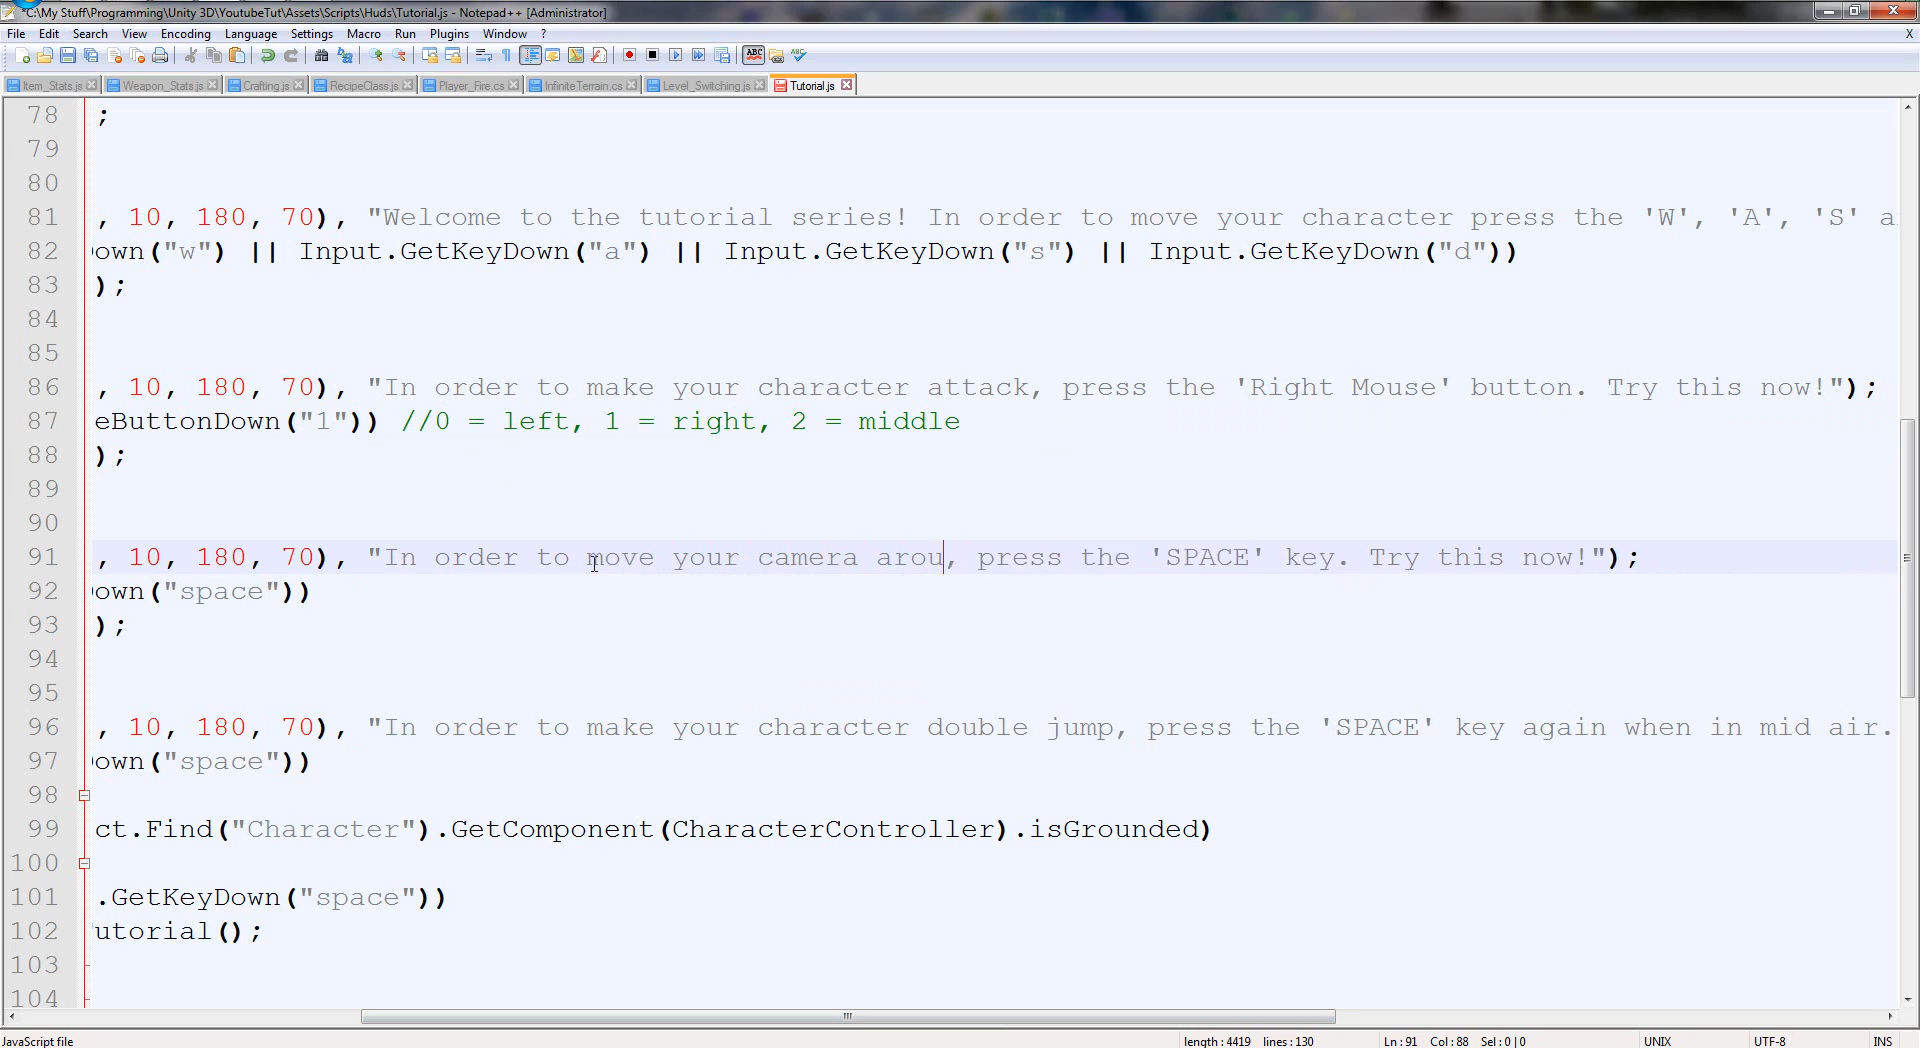 *C:\My Stuff\Programming\Unity 3D\YoutubeTut\Assets\Scripts\Huds\Tutorial.js - Notepad++ [Administrator]
File Edit Search View Encoding Language Settings Macro Run Plugins Window ? X
Item_Stats.js Weapon_Stats.js Crafting.js RecipeClass.js Player_Fire.cs InfiniteTerrain.cs Level_Switching.js Tutorial.js
78 ;
79
80
81 , 10, 180, 70), "Welcome to the tutorial series! In order to move your character press the 'W', 'A', 'S' a
82 own("w") || Input.GetKeyDown("a") || Input.GetKeyDown("s") || Input.GetKeyDown("d"))
83 );
84
85
86 , 10, 180, 70), "In order to make your character attack, press the 'Right Mouse' button. Try this now!");
87 eButtonDown("1")) //0 = left, 1 = right, 2 = middle
88 );
89
90
91 , 10, 180, 70), "In order to move your camera arou, press the 'SPACE' key. Try this now!");
92 own("space"))
93 );
94
95
96 , 10, 180, 70), "In order to make your character double jump, press the 'SPACE' key again when in mid air.
97 own("space"))
98
99 ct.Find("Character").GetComponent(CharacterController).isGrounded)
100
101 .GetKeyDown("space"))
102 utorial();
103
104
JavaScript file length : 4419 lines : 130 Ln : 91 Col : 88 Sel : 0 | 0 UNIX UTF-8 INS